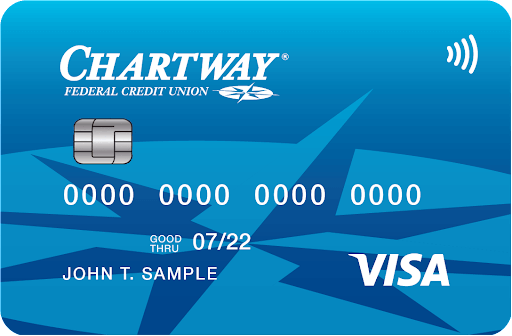 CHARTWAY®
FEDERAL CREDIT UNION
0000 0000 0000 0000
GOOD THRU 07/22
JOHN T. SAMPLE
VISA